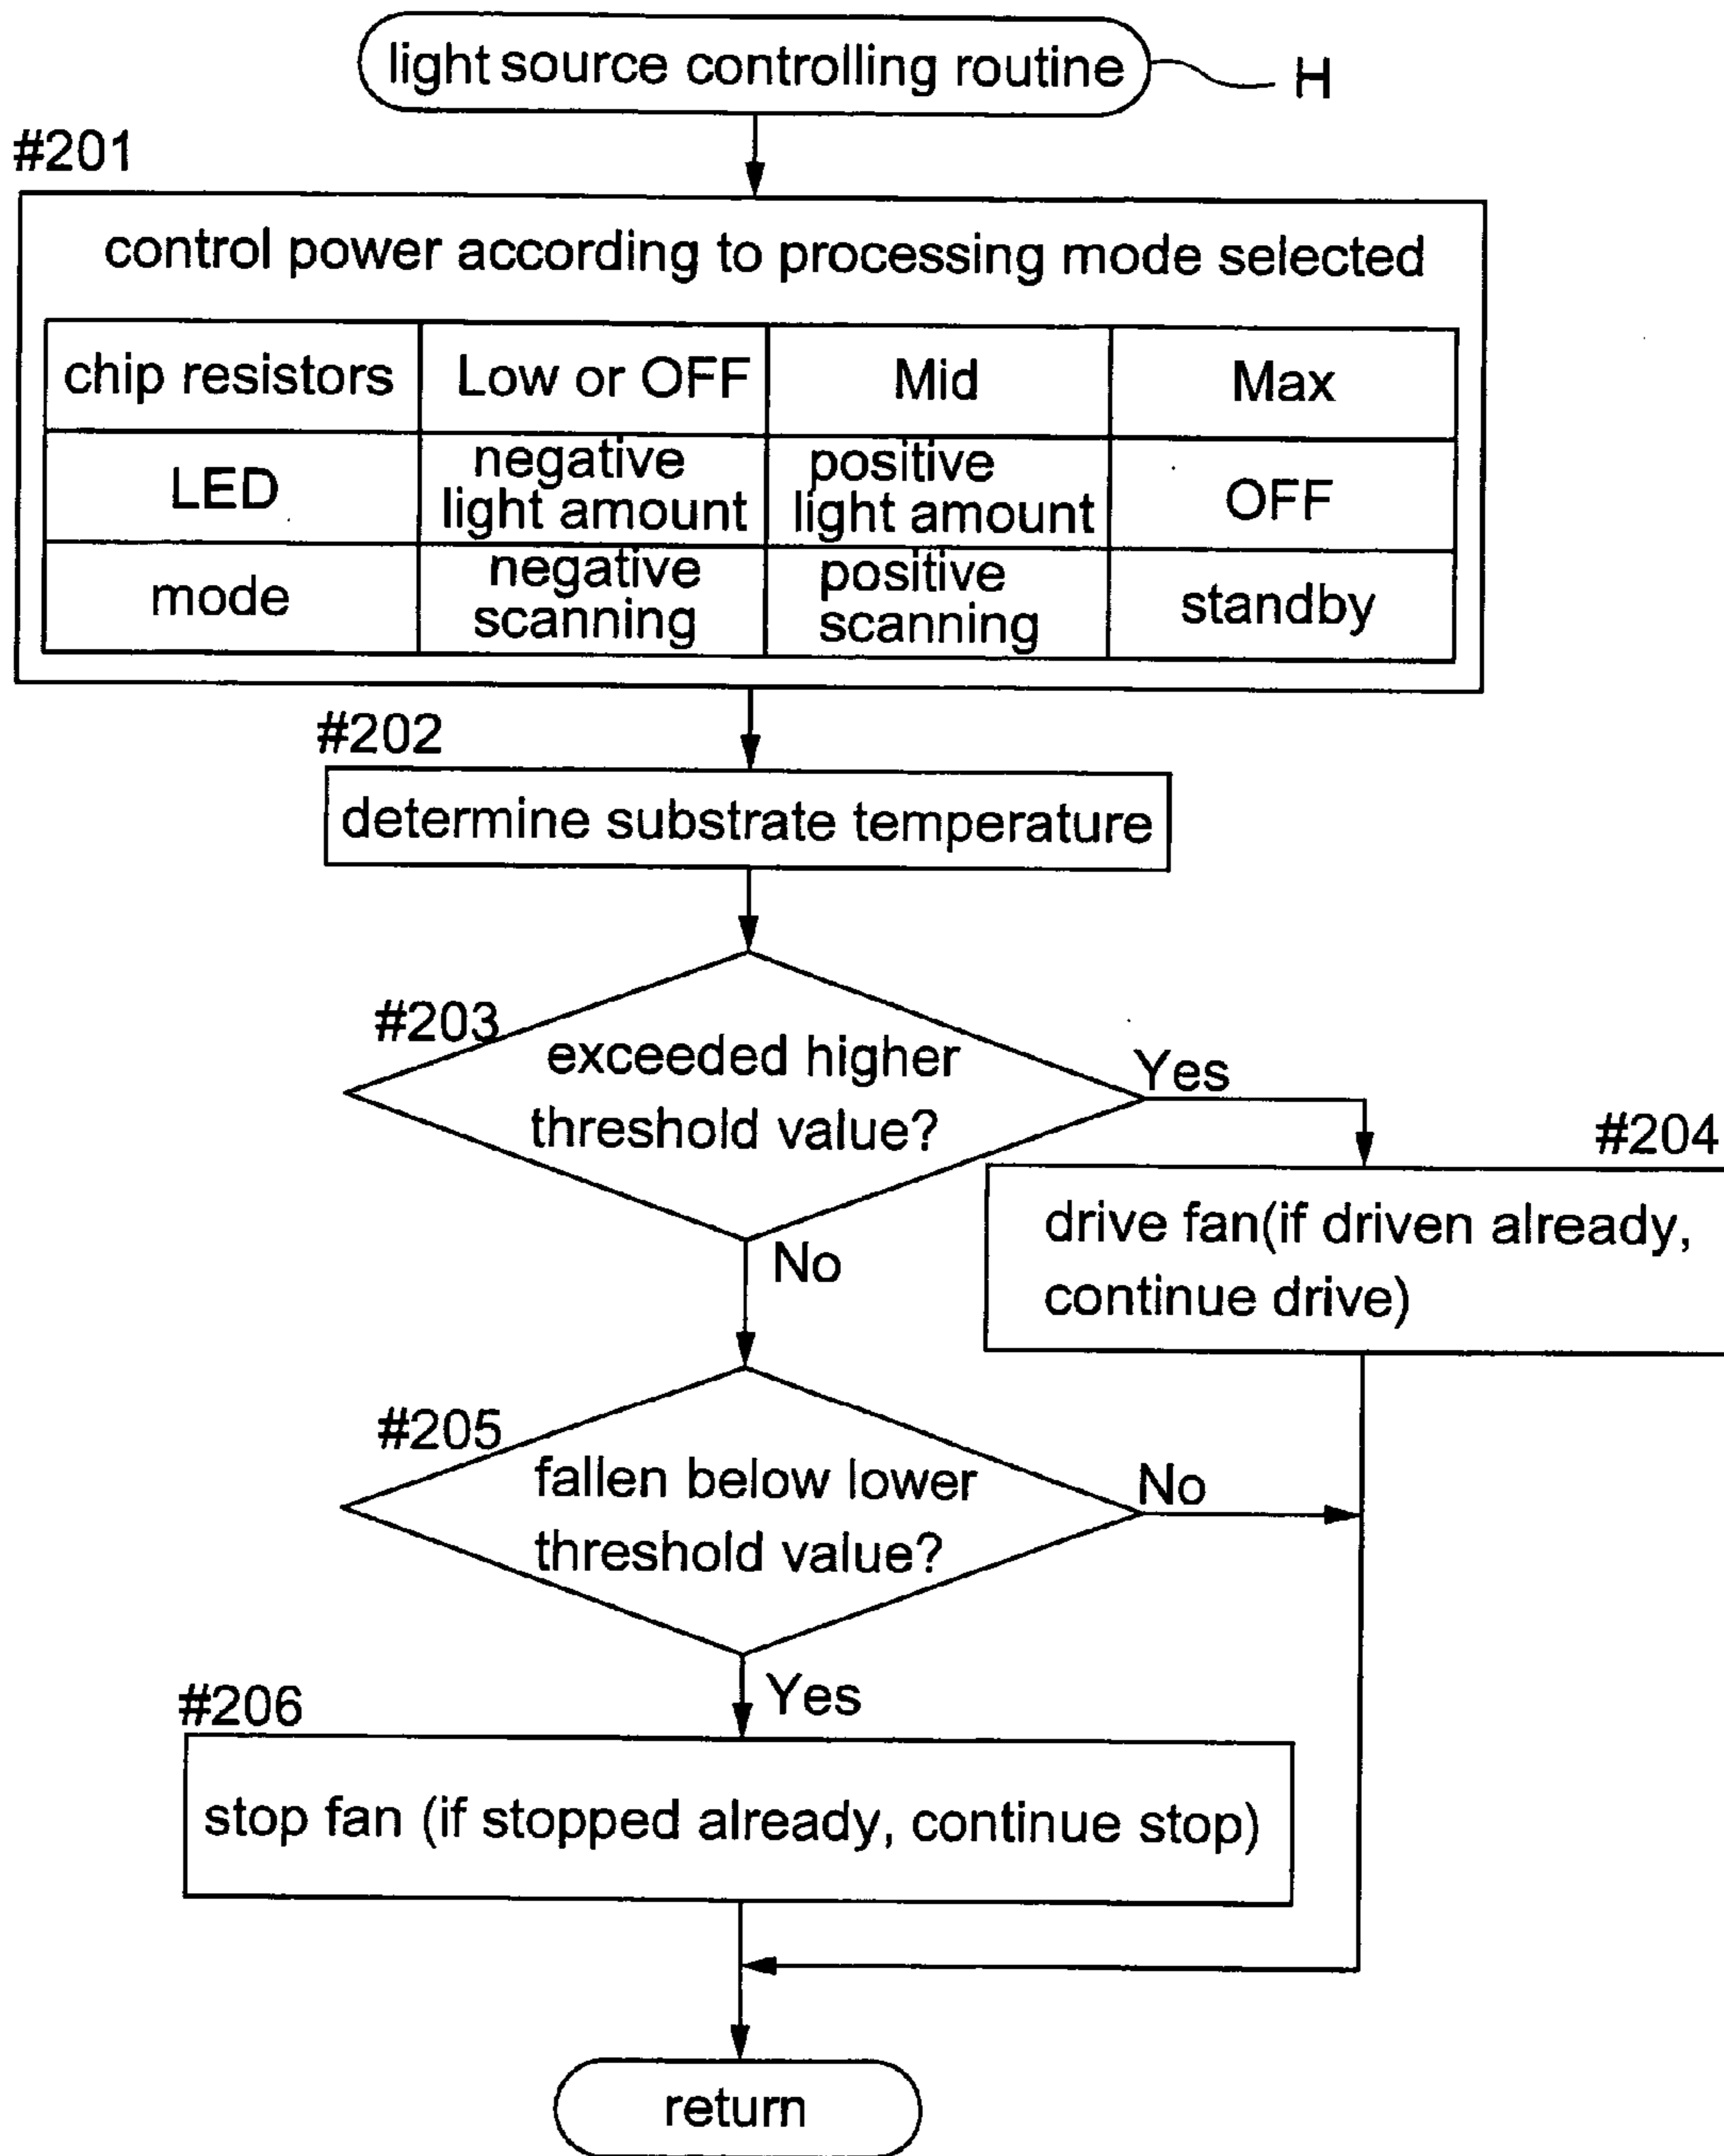 light source controlling routine
H
#201
control power according to processing mode selected
chip resistors
Low or OFF
Mid
Max
LED
negative
light amount
positive
light amount
OFF
mode
negative
scanning
positive
scanning
standby
#202
determine substrate temperature
#203
exceeded higher
threshold value?
Yes
No
#204
drive fan(if driven already,
continue drive)
#205
fallen below lower
threshold value?
No
Yes
#206
stop fan (if stopped already, continue stop)
return